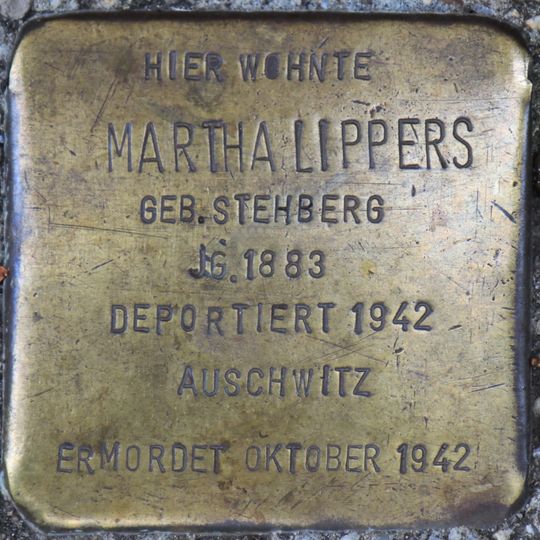 HIER WOHNTE
MARTHA LIPPERS
GEB. STEHBERG
JG. 1883
DEPORTIERT 1942
AUSCHWITZ
ERMORDET OKTOBER 1942